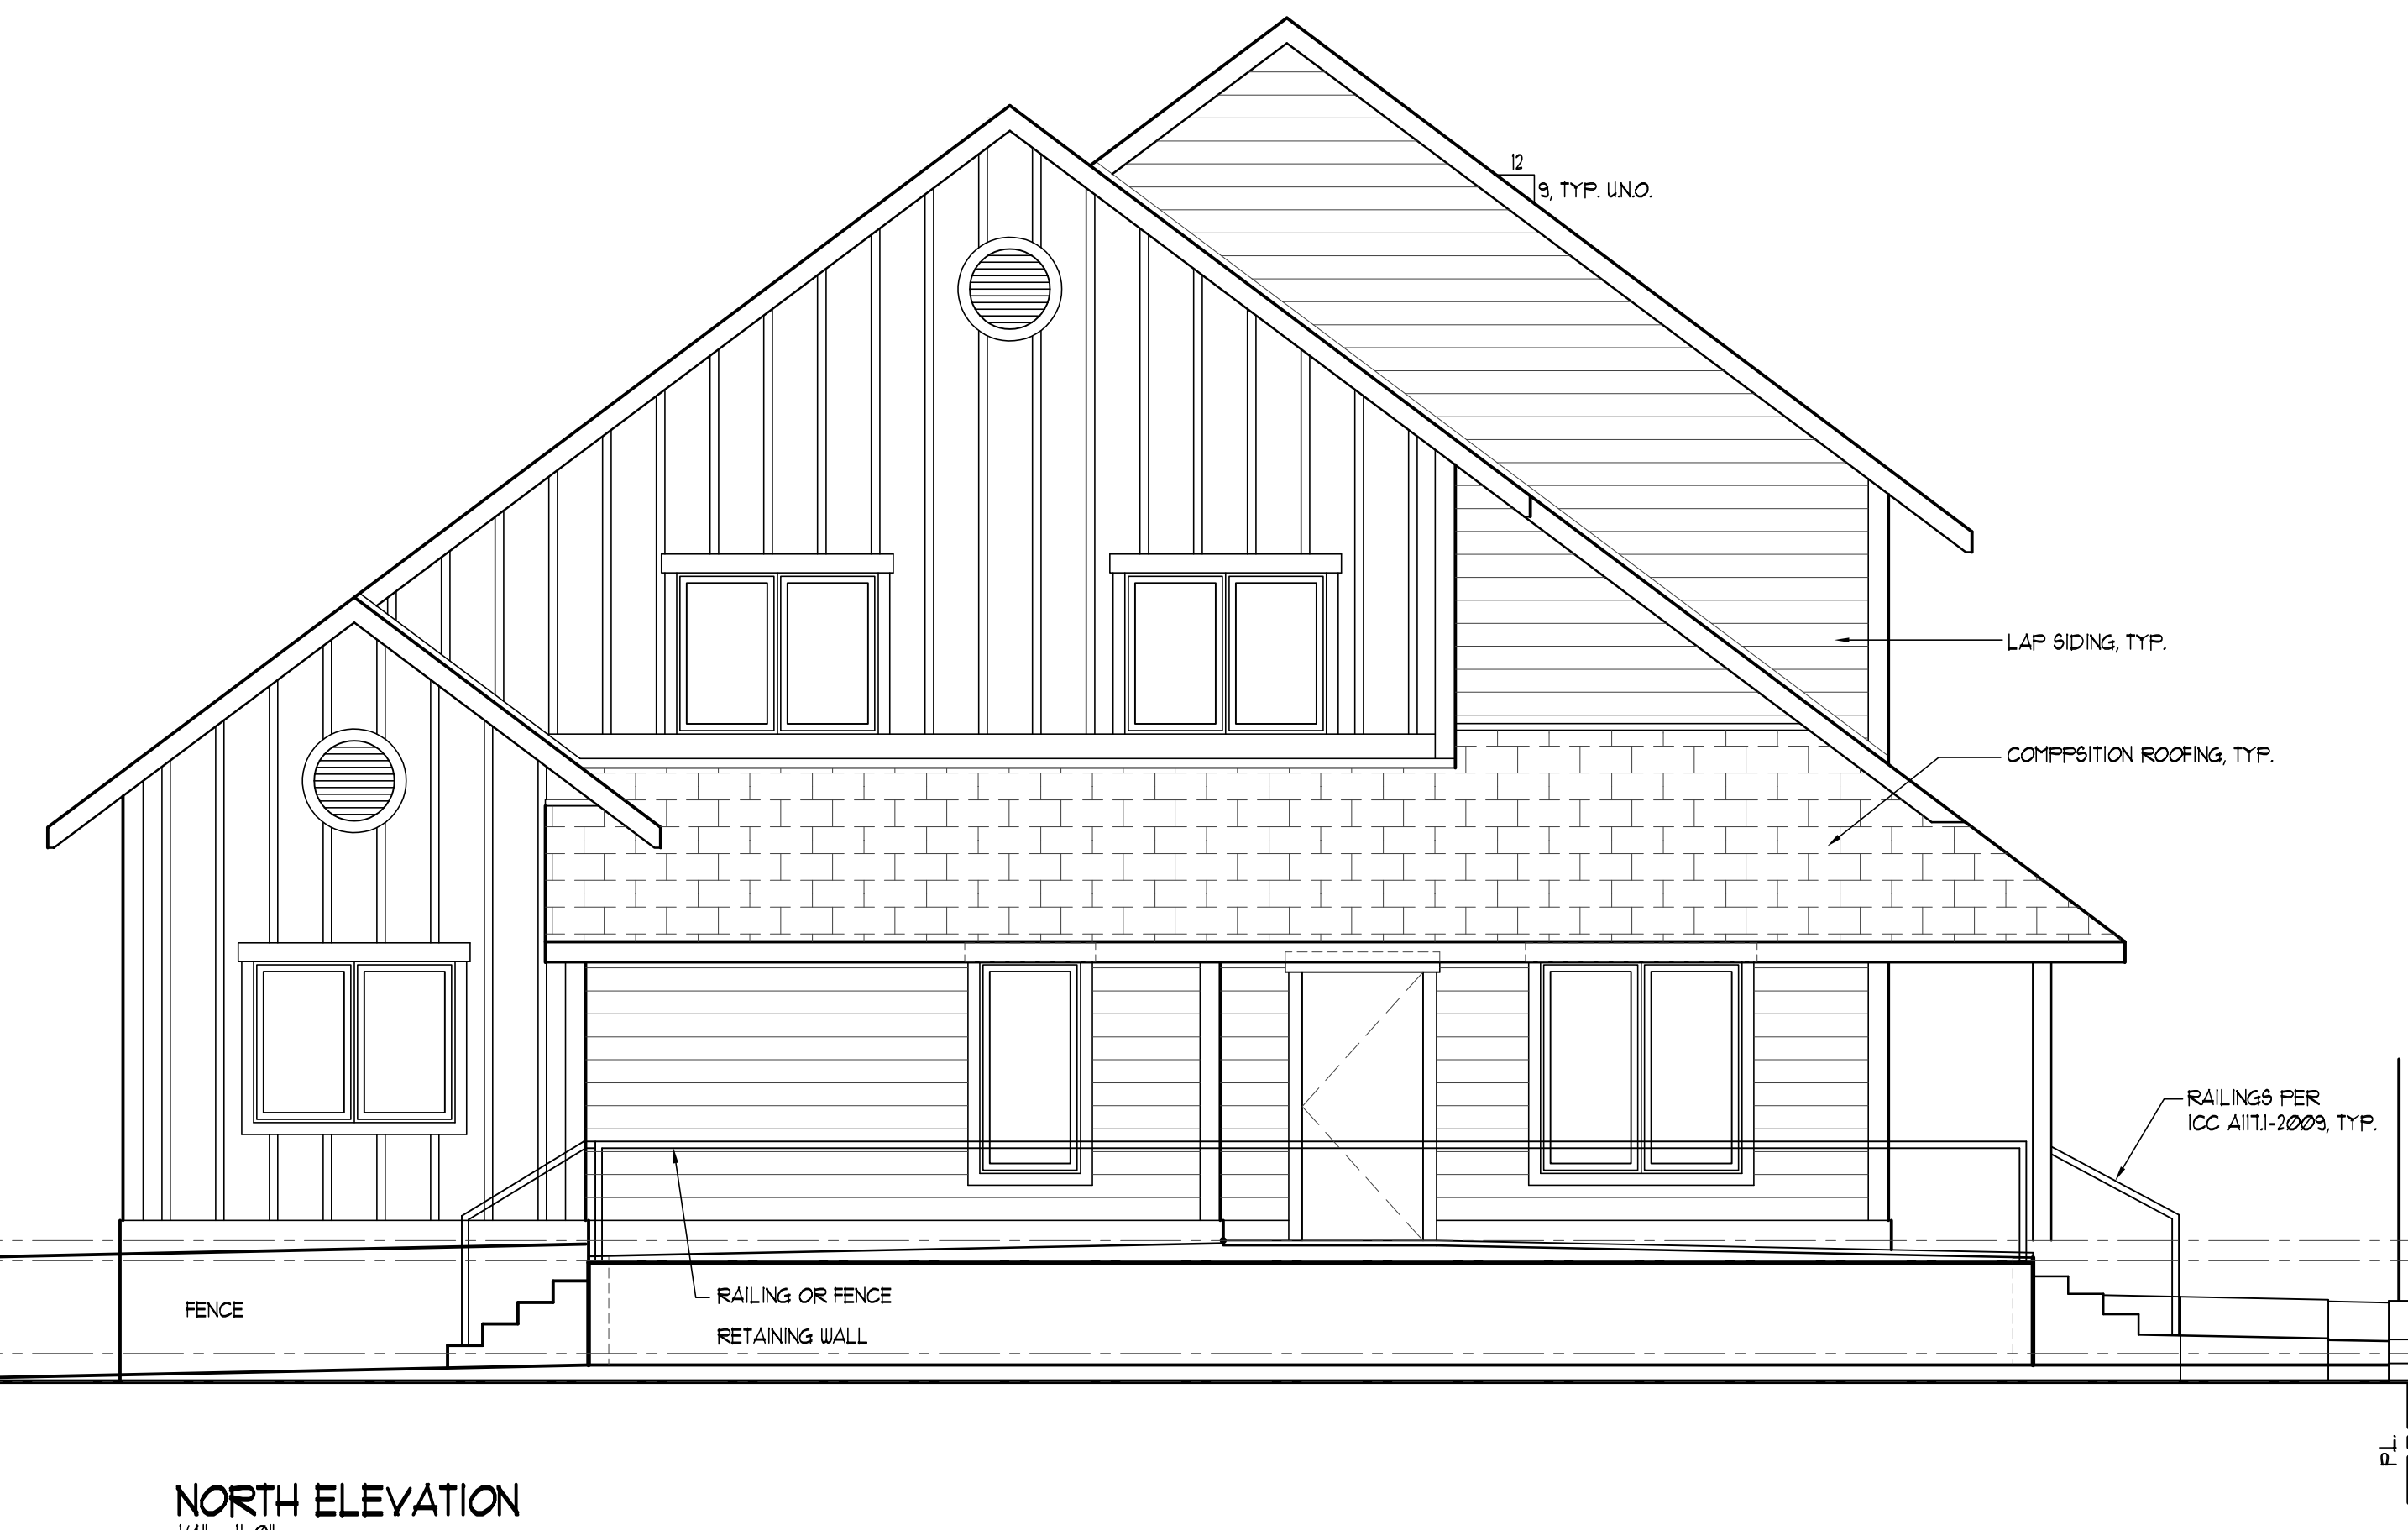 12
9, TYP. U.N.O.
LAP SIDING, TYP.
COMPPSITION ROOFING, TYP.
RAILINGS PER
ICC A117.1-2009, TYP.
RAILING OR FENCE
FENCE
RETAINING WALL
P.L.
NORTH ELEVATION